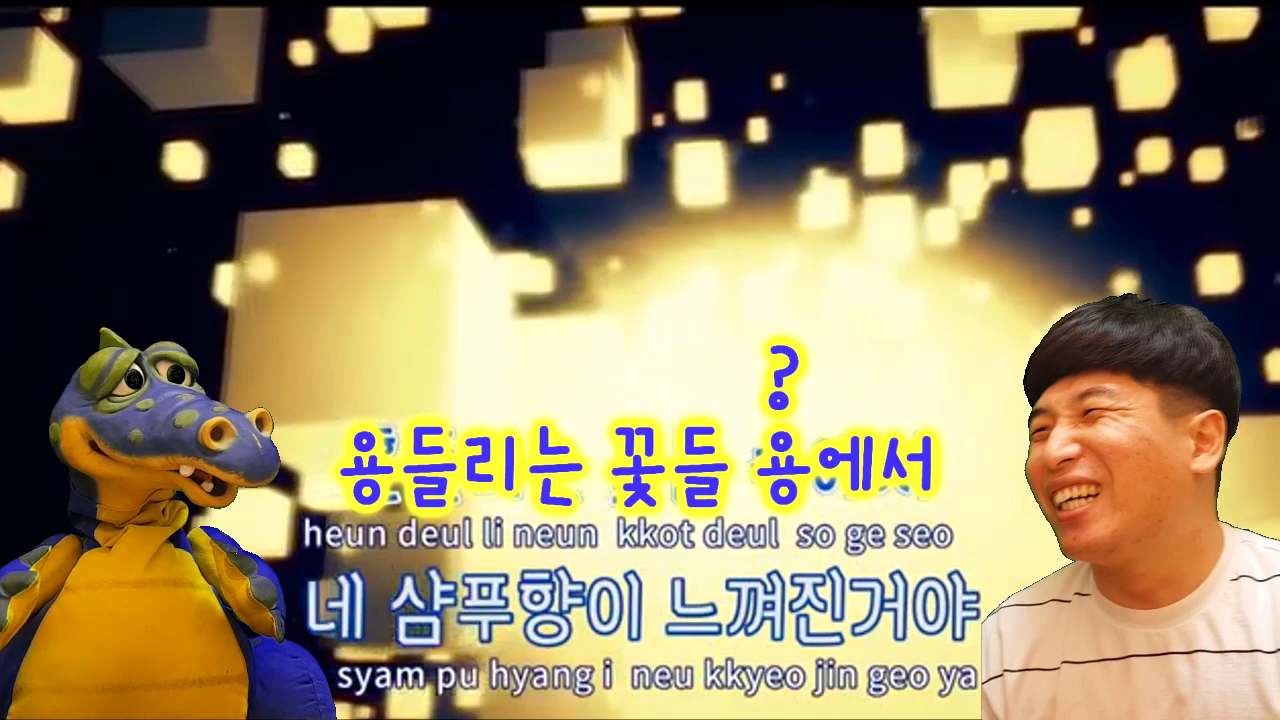 ?
용들리는 꽃들 용에서
heun deul li neun kkot deul so ge seo
네 샴푸향이 느껴진거야
syam pu hyang i neu kkyeo jin geo ya